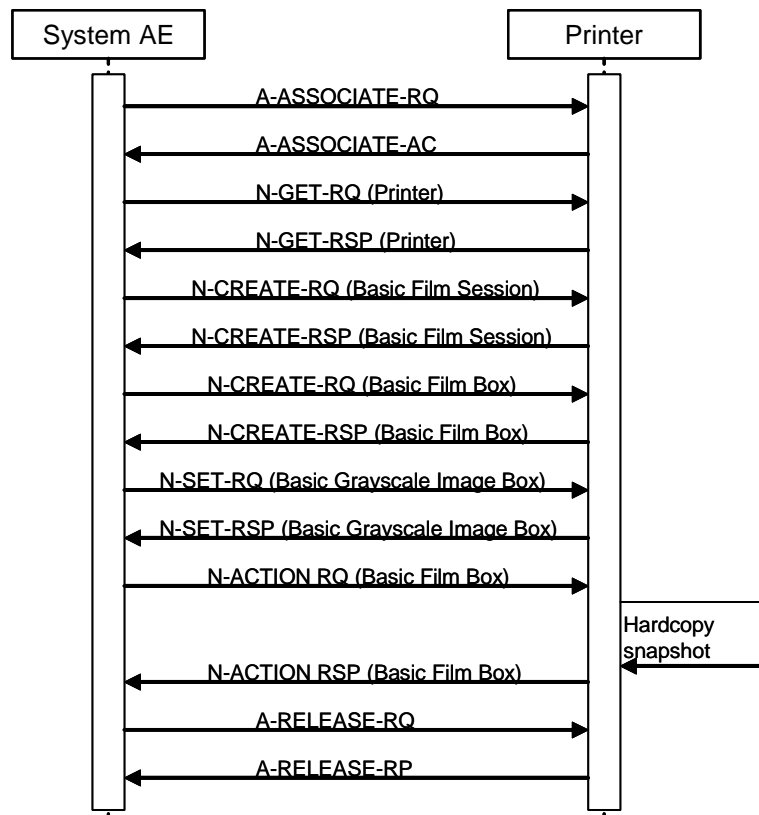 System AE
Printer
A-ASSOCIATE-RQ
A-ASSOCIATE-AC
N-GET-RQ (Printer)
N-GET-RSP (Printer)
N-CREATE-RQ (Basic Film Session)
N-CREATE-RSP (Basic Film Session)
N-CREATE-RQ (Basic Film Box)
N-CREATE-RSP (Basic Film Box)
N-SET-RQ (Basic Grayscale Image Box)
N-SET-RSP (Basic Grayscale Image Box)
N-ACTION RQ (Basic Film Box)
Hardcopy
snapshot
N-ACTION RSP (Basic Film Box)
A-RELEASE-RQ
A-RELEASE-RP